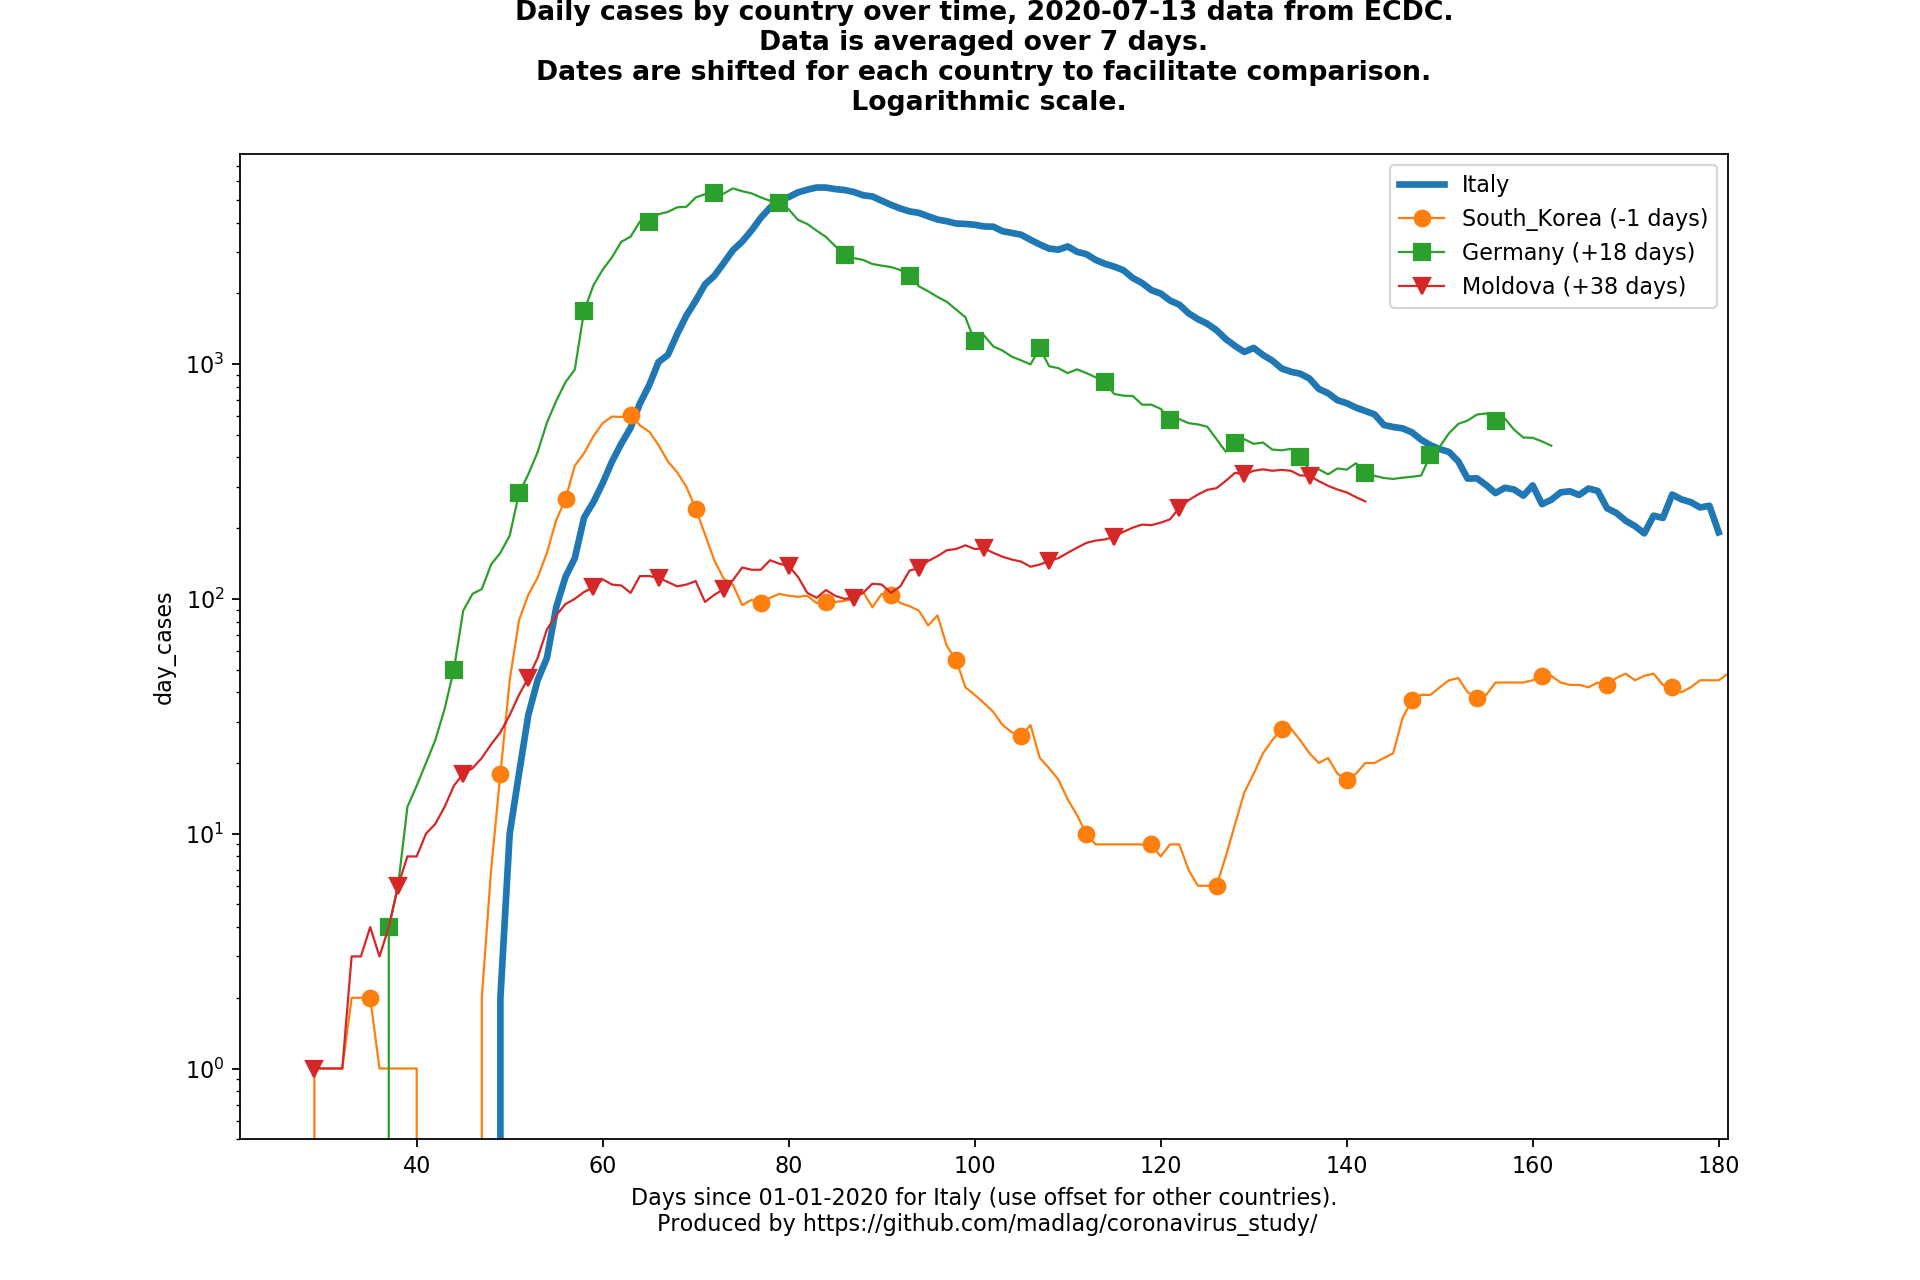 Daily cases by country over time, 2020-07-13 data from ECDC.
Data is averaged over 7 days.
Dates are shifted for each country to facilitate comparison.
Logarithmic scale.
Italy
South_Korea (-1 days)
Germany (+18 days)
Moldova (+38 days)
day_cases
10³
10²
10¹
10⁰
40 60 80 100 120 140 160 180
Days since 01-01-2020 for Italy (use offset for other countries).
Produced by https://github.com/madlag/coronavirus_study/